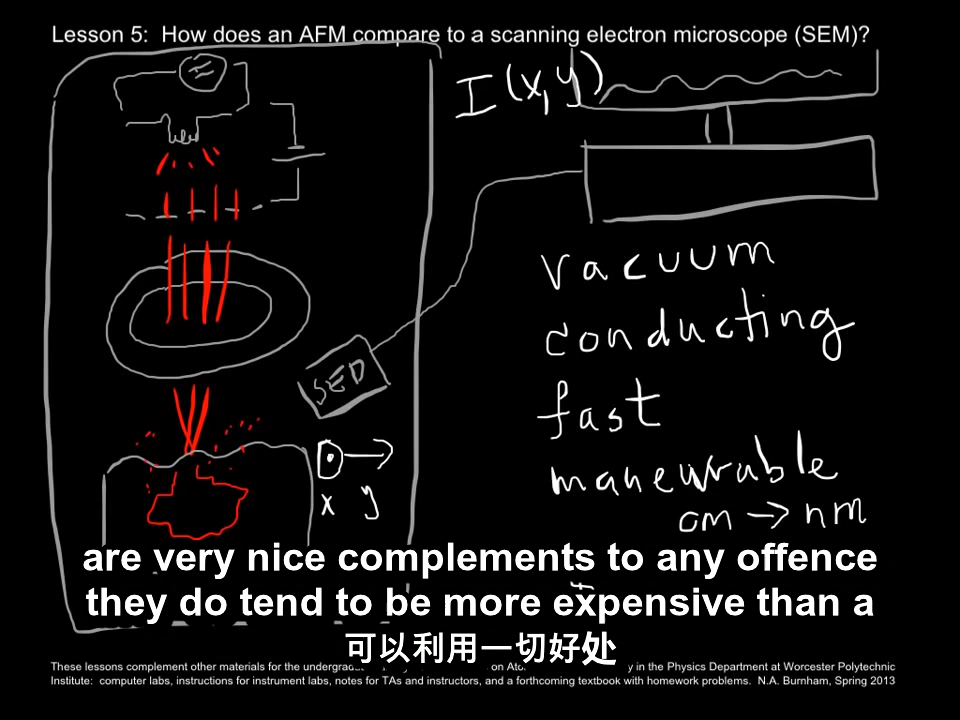 Lesson 5: How does an AFM compare to a scanning electron microscope (SEM)?
I(x,y)
vacuum
conducting
SED
fast
maneuvrable
x y
cm → nm
are very nice complements to any offence
they do tend to be more expensive than a
可以利用一切好处
These lessons complement other materials for the on y in the Physics Department at Worcester Polytechnic
Institute: computer labs, instructions for instrument labs, notes for TAs and instructors, and a forthcoming textbook with homework problems. N.A. Burnham, Spring 2013